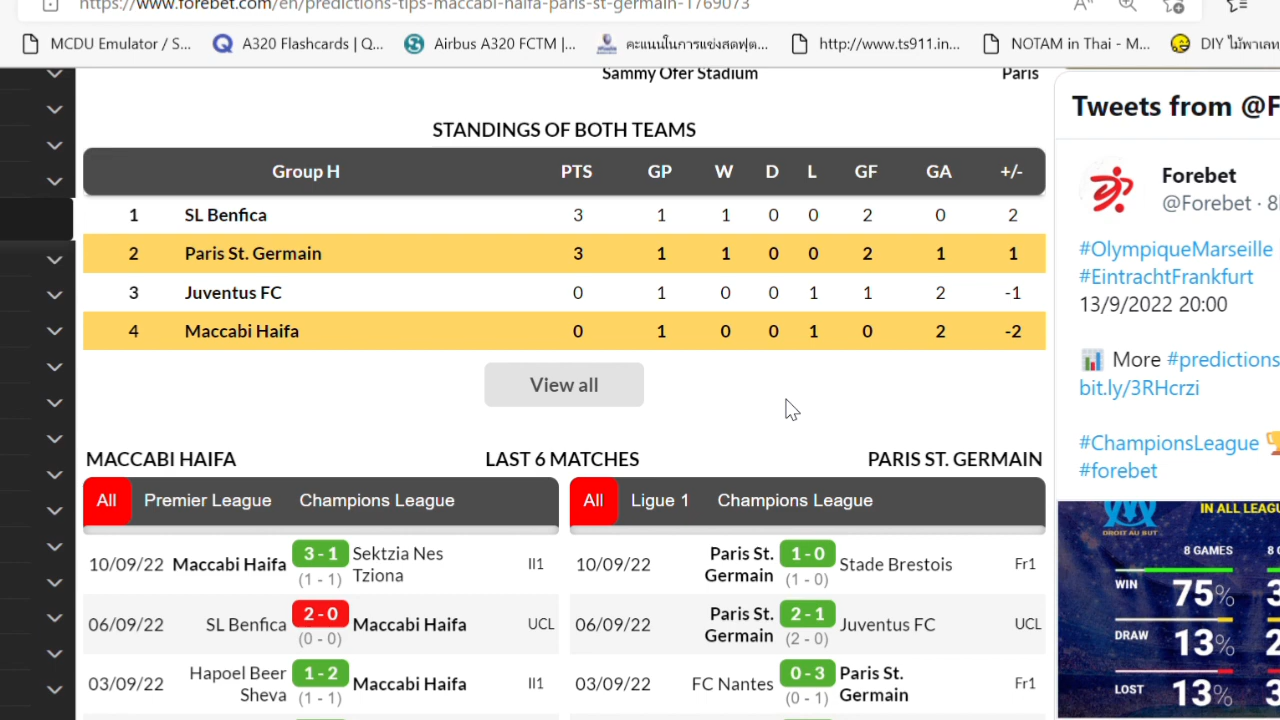 https://www.forebet.com/en/predictions-tips-maccabi-haifa-paris-st-germain-1769073
MCDU Emulator / S...
A320 Flashcards | Q...
Airbus A320 FCTM |...
คะแนนในการแข่งสดฟุต...
http://www.ts911.in...
NOTAM in Thai - M...
DIY ไม้พาเลท
Sammy Ofer Stadium
Paris
STANDINGS OF BOTH TEAMS
Group H PTS GP W D L GF GA +/-
1 SL Benfica 3 1 1 0 0 2 0 2
2 Paris St. Germain 3 1 1 0 0 2 1 1
3 Juventus FC 0 1 0 0 1 1 2 -1
4 Maccabi Haifa 0 1 0 0 1 0 2 -2
View all
MACCABI HAIFA LAST 6 MATCHES PARIS ST. GERMAIN
All Premier League Champions League
10/09/22 Maccabi Haifa 3 - 1 (1 - 1) Sektzia Nes Tziona Il1
06/09/22 SL Benfica 2 - 0 (0 - 0) Maccabi Haifa UCL
03/09/22 Hapoel Beer Sheva 1 - 2 (1 - 1) Maccabi Haifa Il1
All Ligue 1 Champions League
10/09/22 Paris St. Germain 1 - 0 (1 - 0) Stade Brestois Fr1
06/09/22 Paris St. Germain 2 - 1 (2 - 0) Juventus FC UCL
03/09/22 FC Nantes 0 - 3 (0 - 1) Paris St. Germain Fr1
Tweets from @F
Forebet
@Forebet · 8
#OlympiqueMarseille
#EintrachtFrankfurt
13/9/2022 20:00
More #predictions
bit.ly/3RHcrzi
#ChampionsLeague
#forebet
DROIT AU BUT
IN ALL LEAGU
8 GAMES 8
WIN 75% 3
DRAW 13% 2
LOST 13% 3